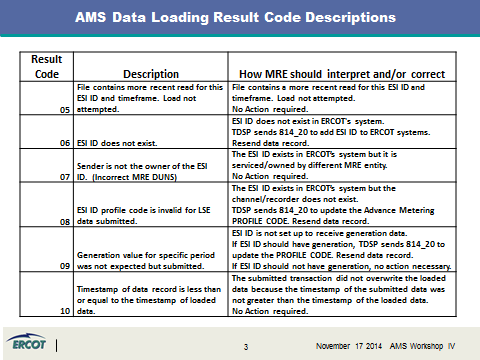 AMS Data Loading Result Code Descriptions
Result
Code
Description
How MRE should interpret and/or correct
05
File contains more recent read for this
ESI ID and timeframe. Load not
attempted.
File contains a more recent read for this ESI ID and
timeframe. Load not attempted.
No Action required.
06
ESI ID does not exist.
ESI ID does not exist in ERCOT's system.
TDSP sends 814_20 to add ESI ID to ERCOT systems.
Resend data record.
07
Sender is not the owner of the ESI
ID. (Incorrect MRE DUNS)
The ESI ID exists in ERCOT's system but it is
serviced/owned by different MRE entity.
No Action required.
08
ESI ID profile code is invalid for LSE
data submitted.
The ESI ID exists in ERCOT's system but the
channel/recorder does not exist.
TDSP sends 814_20 to update the Advance Metering
PROFILE CODE. Resend data record.
09
Generation value for specific period
was not expected but submitted.
ESI ID is not set up to receive generation data.
If ESI ID should have generation, TDSP sends 814_20 to
update the PROFILE CODE. Resend data record.
If ESI ID should not have generation, no action necessary.
10
Timestamp of data record is less than
or equal to the timestamp of loaded
data.
The submitted transaction did not overwrite the loaded
data because the timestamp of the submitted data was
not greater than the timestamp of the loaded data.
No Action required.
ERCOT
3
November 17 2014 AMS Workshop IV